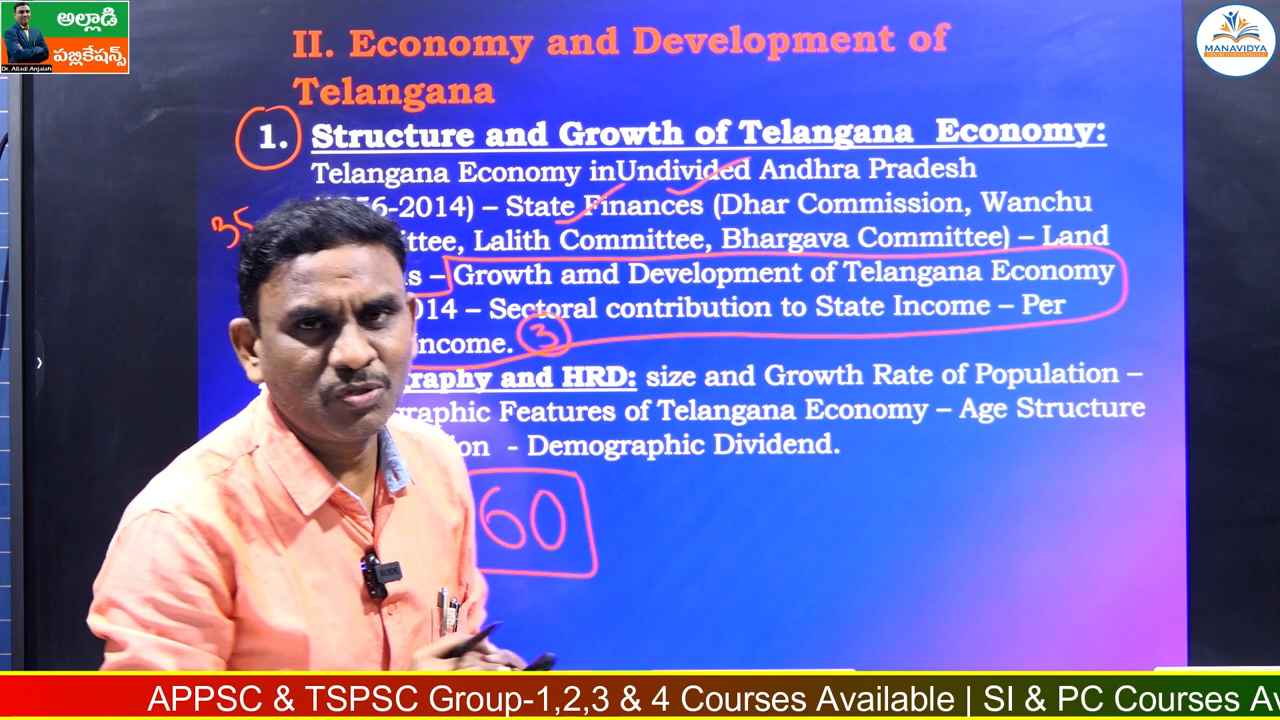 అల్లాడి
పబ్లికేషన్స్
Dr. Alladi Anjaiah
MANAVIDYA
II. Economy and Development of
Telangana
1. Structure and Growth of Telangana Economy:
Telangana Economy inUndivided Andhra Pradesh
-2014) – State Finances (Dhar Commission, Wanchu
35
ittee, Lalith Committee, Bhargava Committee) – Land
s – Growth amd Development of Telangana Economy
014 – Sectoral contribution to State Income – Per
ncome. 3
raphy and HRD: size and Growth Rate of Population –
graphic Features of Telangana Economy – Age Structure
on - Demographic Dividend.
60
APPSC & TSPSC Group-1,2,3 & 4 Courses Available | SI & PC Courses Av